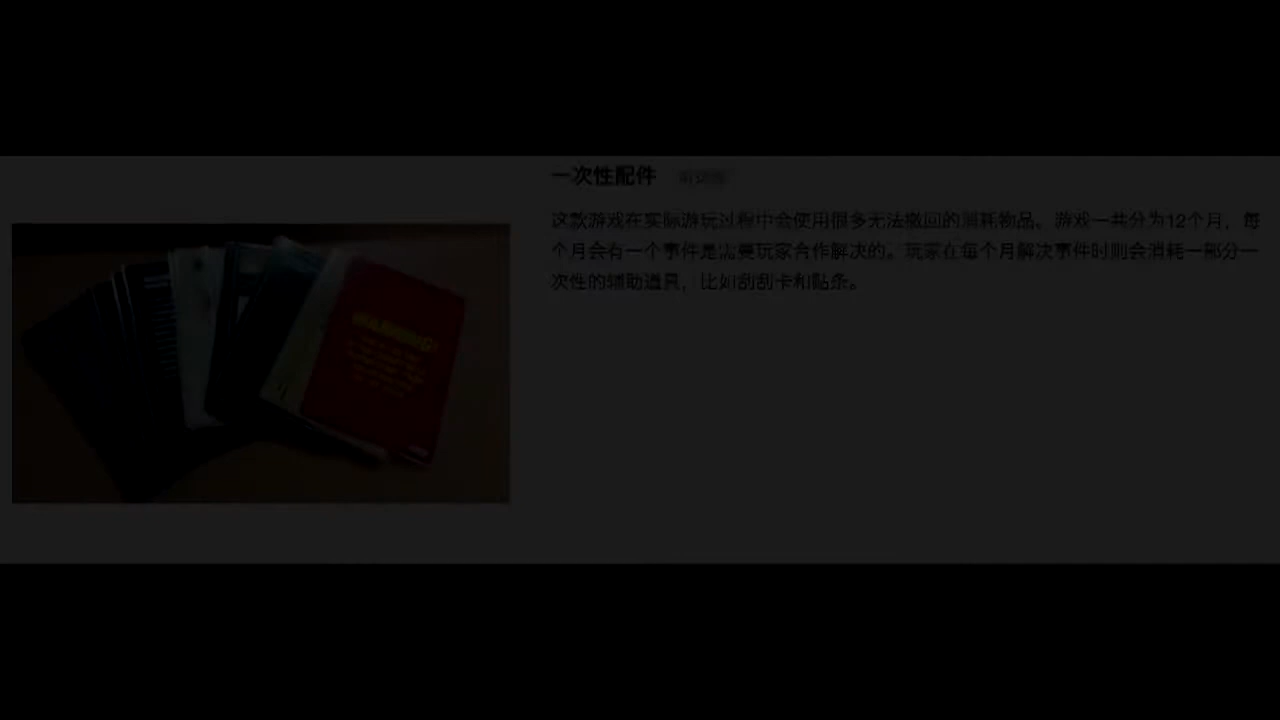 一次性配件
这款游戏在实际游玩过程中会使用很多无法撤回的消耗物品。游戏一共分为12个月，每
个月会有一个事件是需要玩家合作解决的。玩家在每个月解决事件时则会消耗一部分一
次性的辅助道具，比如刮刮卡和贴条。
WARNING!